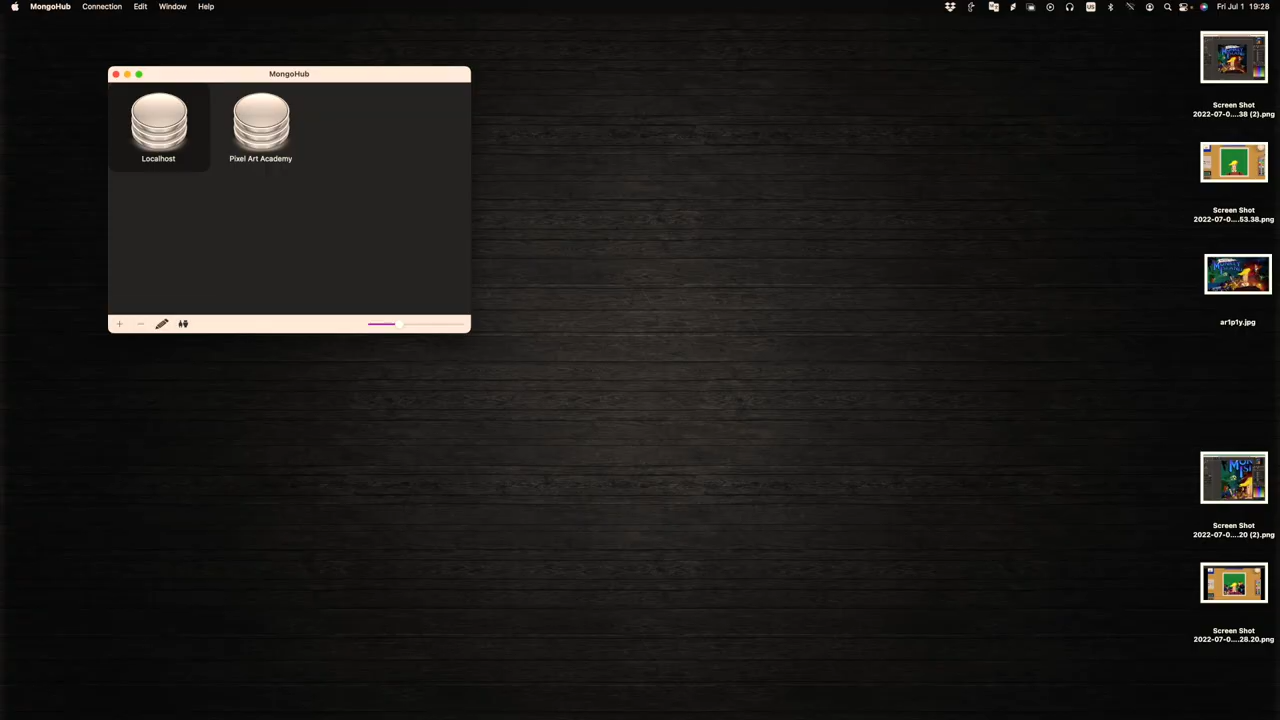 MongoHub Connection Edit Window Help
US
Fri Jul 1 19:28
MongoHub
Localhost
Pixel Art Academy
Screen Shot
2022-07-0....38 (2).png
Screen Shot
2022-07-0....53.38.png
ar1p1y.jpg
Screen Shot
2022-07-0....20 (2).png
Screen Shot
2022-07-0....28.20.png